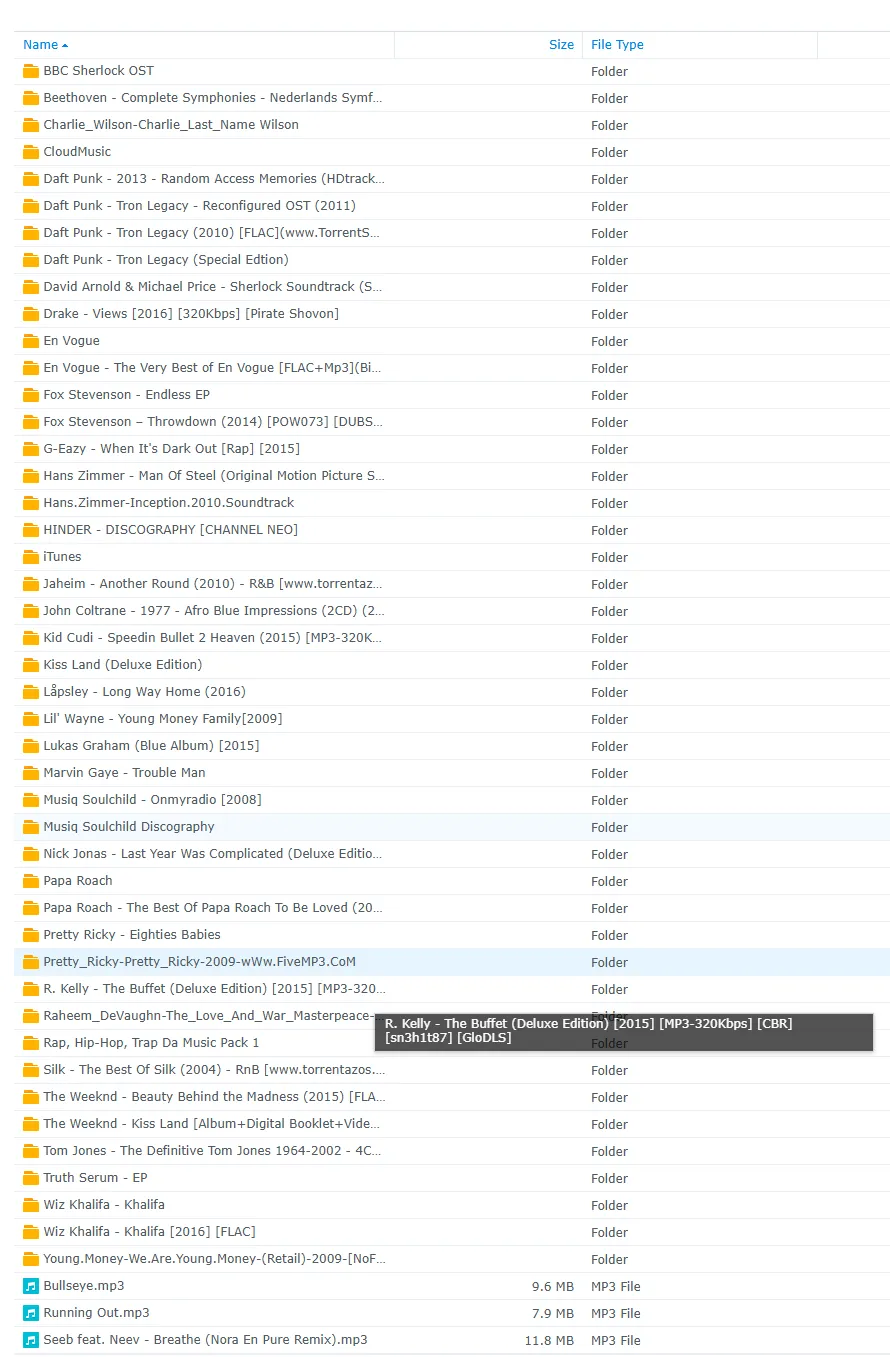 Name Size File Type
BBC Sherlock OST Folder
Beethoven - Complete Symphonies - Nederlands Symf... Folder
Charlie_Wilson-Charlie_Last_Name Wilson Folder
CloudMusic Folder
Daft Punk - 2013 - Random Access Memories (HDtrack... Folder
Daft Punk - Tron Legacy - Reconfigured OST (2011) Folder
Daft Punk - Tron Legacy (2010) [FLAC](www.TorrentS... Folder
Daft Punk - Tron Legacy (Special Edtion) Folder
David Arnold & Michael Price - Sherlock Soundtrack (S... Folder
Drake - Views [2016] [320Kbps] [Pirate Shovon] Folder
En Vogue Folder
En Vogue - The Very Best of En Vogue [FLAC+Mp3](Bi... Folder
Fox Stevenson - Endless EP Folder
Fox Stevenson – Throwdown (2014) [POW073] [DUBS... Folder
G-Eazy - When It's Dark Out [Rap] [2015] Folder
Hans Zimmer - Man Of Steel (Original Motion Picture S... Folder
Hans.Zimmer-Inception.2010.Soundtrack Folder
HINDER - DISCOGRAPHY [CHANNEL NEO] Folder
iTunes Folder
Jaheim - Another Round (2010) - R&B [www.torrentaz... Folder
John Coltrane - 1977 - Afro Blue Impressions (2CD) (2... Folder
Kid Cudi - Speedin Bullet 2 Heaven (2015) [MP3-320K... Folder
Kiss Land (Deluxe Edition) Folder
Låpsley - Long Way Home (2016) Folder
Lil' Wayne - Young Money Family[2009] Folder
Lukas Graham (Blue Album) [2015] Folder
Marvin Gaye - Trouble Man Folder
Musiq Soulchild - Onmyradio [2008] Folder
Musiq Soulchild Discography Folder
Nick Jonas - Last Year Was Complicated (Deluxe Editio... Folder
Papa Roach Folder
Papa Roach - The Best Of Papa Roach To Be Loved (20... Folder
Pretty Ricky - Eighties Babies Folder
Pretty_Ricky-Pretty_Ricky-2009-wWw.FiveMP3.CoM Folder
R. Kelly - The Buffet (Deluxe Edition) [2015] [MP3-320... Folder
Raheem_DeVaughn-The_Love_And_War_Masterpeace- Folder
R. Kelly - The Buffet (Deluxe Edition) [2015] [MP3-320Kbps] [CBR]
[sn3h1t87] [GloDLS]
Rap, Hip-Hop, Trap Da Music Pack 1 Folder
Silk - The Best Of Silk (2004) - RnB [www.torrentazos.... Folder
The Weeknd - Beauty Behind the Madness (2015) [FLA... Folder
The Weeknd - Kiss Land [Album+Digital Booklet+Vide... Folder
Tom Jones - The Definitive Tom Jones 1964-2002 - 4C... Folder
Truth Serum - EP Folder
Wiz Khalifa - Khalifa Folder
Wiz Khalifa - Khalifa [2016] [FLAC] Folder
Young.Money-We.Are.Young.Money-(Retail)-2009-[NoF... Folder
Bullseye.mp3 9.6 MB MP3 File
Running Out.mp3 7.9 MB MP3 File
Seeb feat. Neev - Breathe (Nora En Pure Remix).mp3 11.8 MB MP3 File